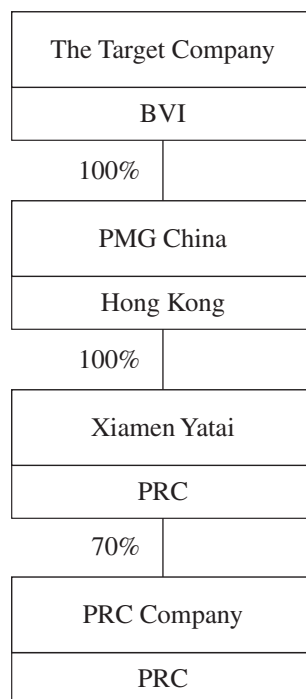 The Target Company
BVI
100%
PMG China
Hong Kong
100%
Xiamen Yatai
PRC
70%
PRC Company
PRC